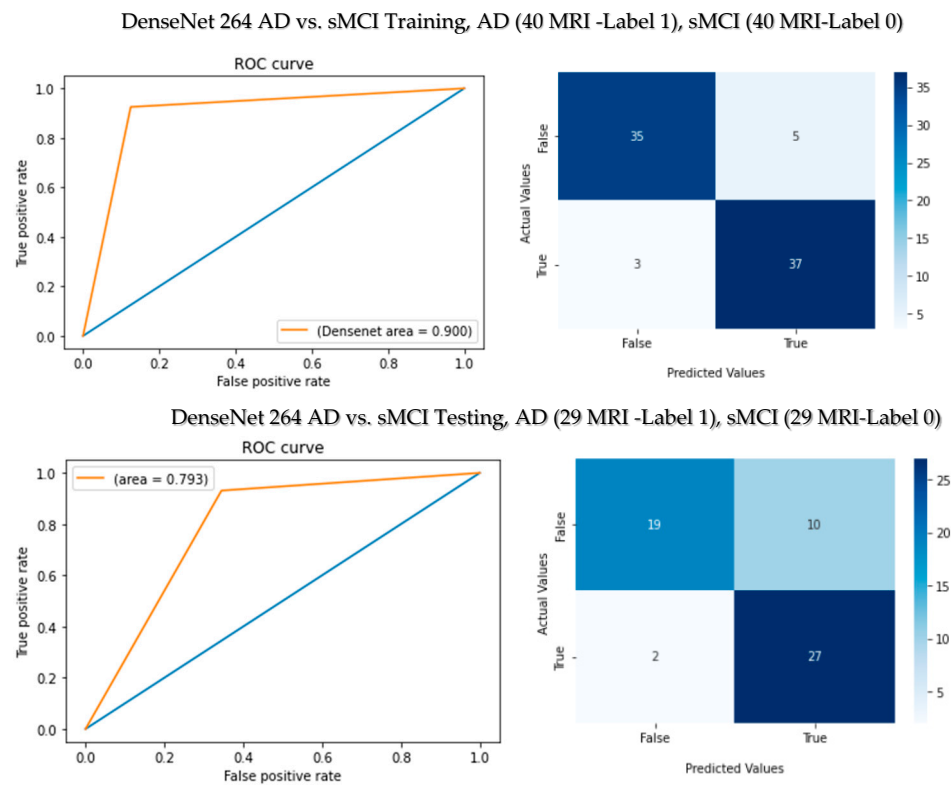 DenseNet 264 AD vs. sMCI Training, AD (40 MRI -Label 1), sMCI (40 MRI-Label 0)
ROC curve
True positive rate
1.0
0.8
0.6
0.4
0.2
0.0
(Densenet area = 0.900)
0.0 0.2 0.4 0.6 0.8 1.0
False positive rate
Actual Values
False
True
35 5
3 37
False True
Predicted Values
35
30
25
20
15
10
5
DenseNet 264 AD vs. sMCI Testing, AD (29 MRI -Label 1), sMCI (29 MRI-Label 0)
ROC curve
True positive rate
1.0
0.8
0.6
0.4
0.2
0.0
(area = 0.793)
0.0 0.2 0.4 0.6 0.8 1.0
False positive rate
Actual Values
False
True
19 10
2 27
False True
Predicted Values
25
20
15
10
5